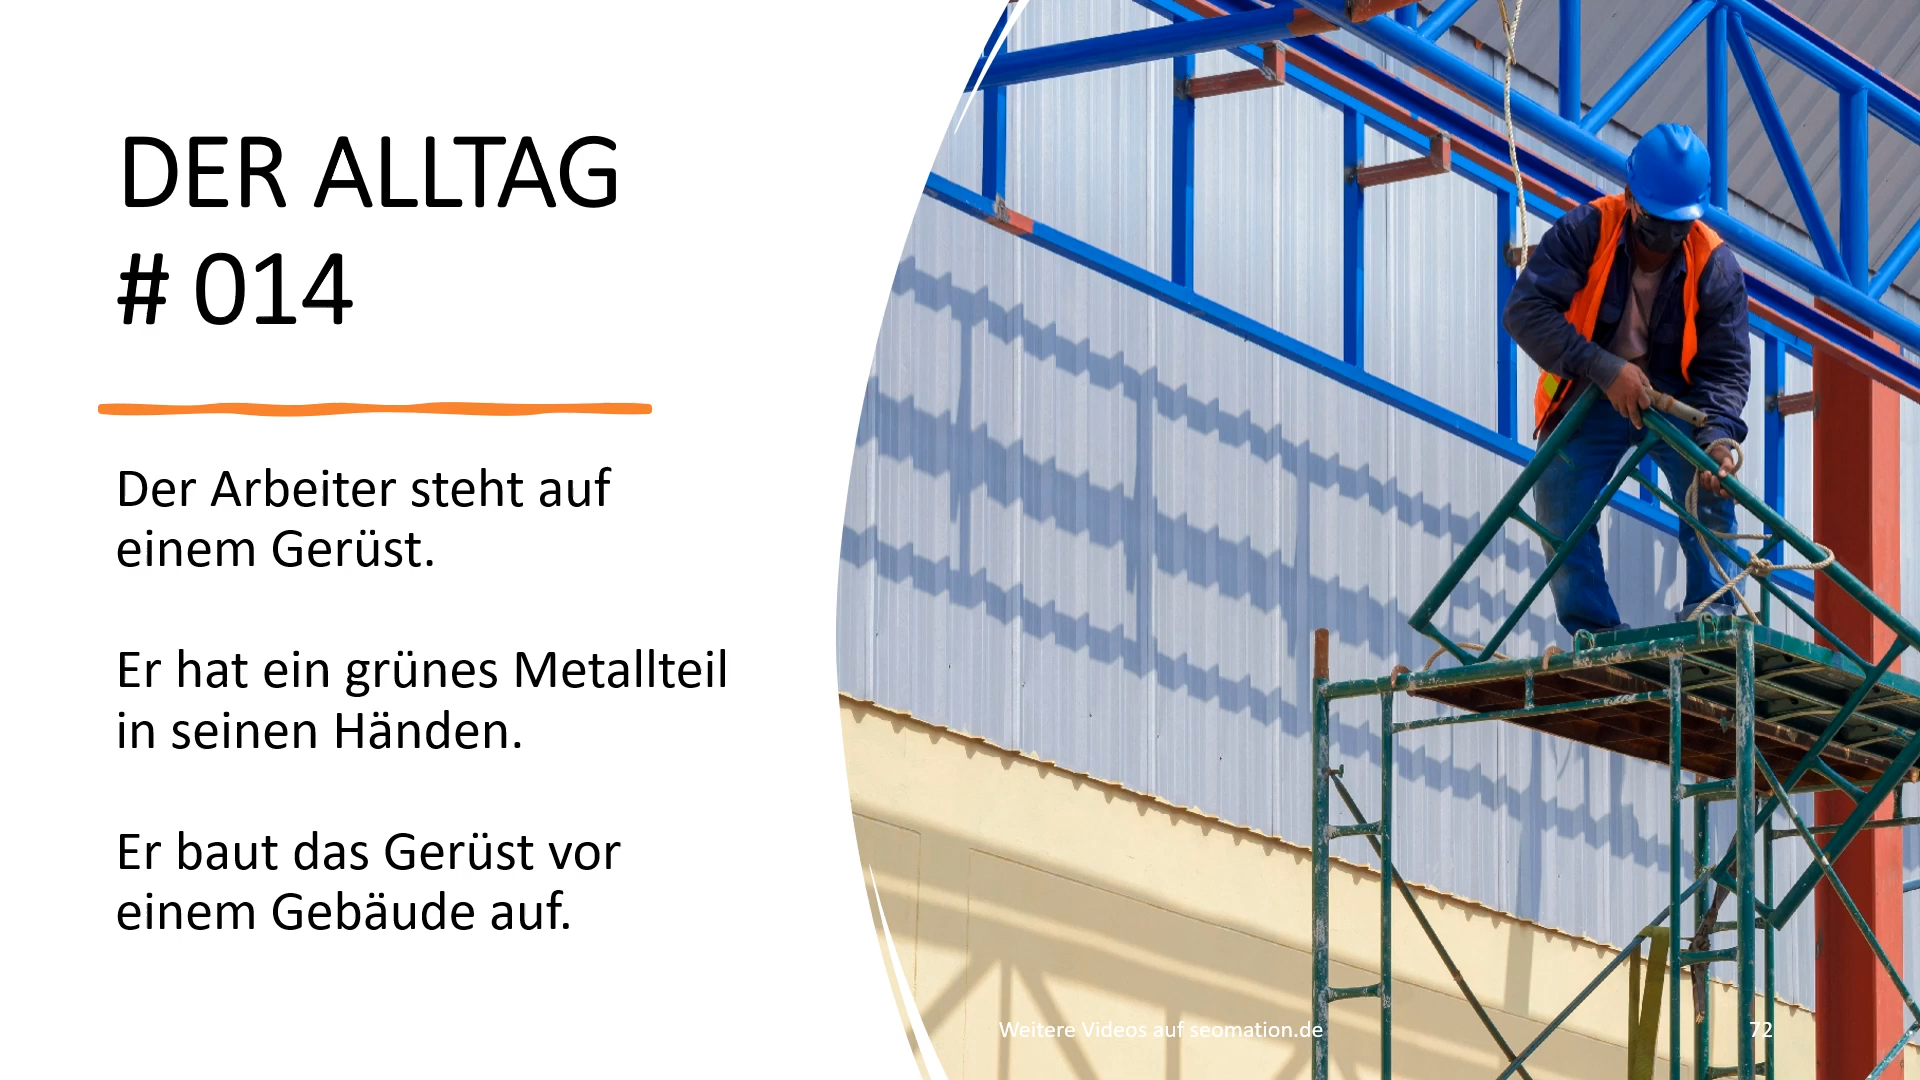 DER ALLTAG
# 014
Der Arbeiter steht auf
einem Gerüst.
Er hat ein grünes Metallteil
in seinen Händen.
Er baut das Gerüst vor
einem Gebäude auf.
Weitere Videos auf seomation.de
72